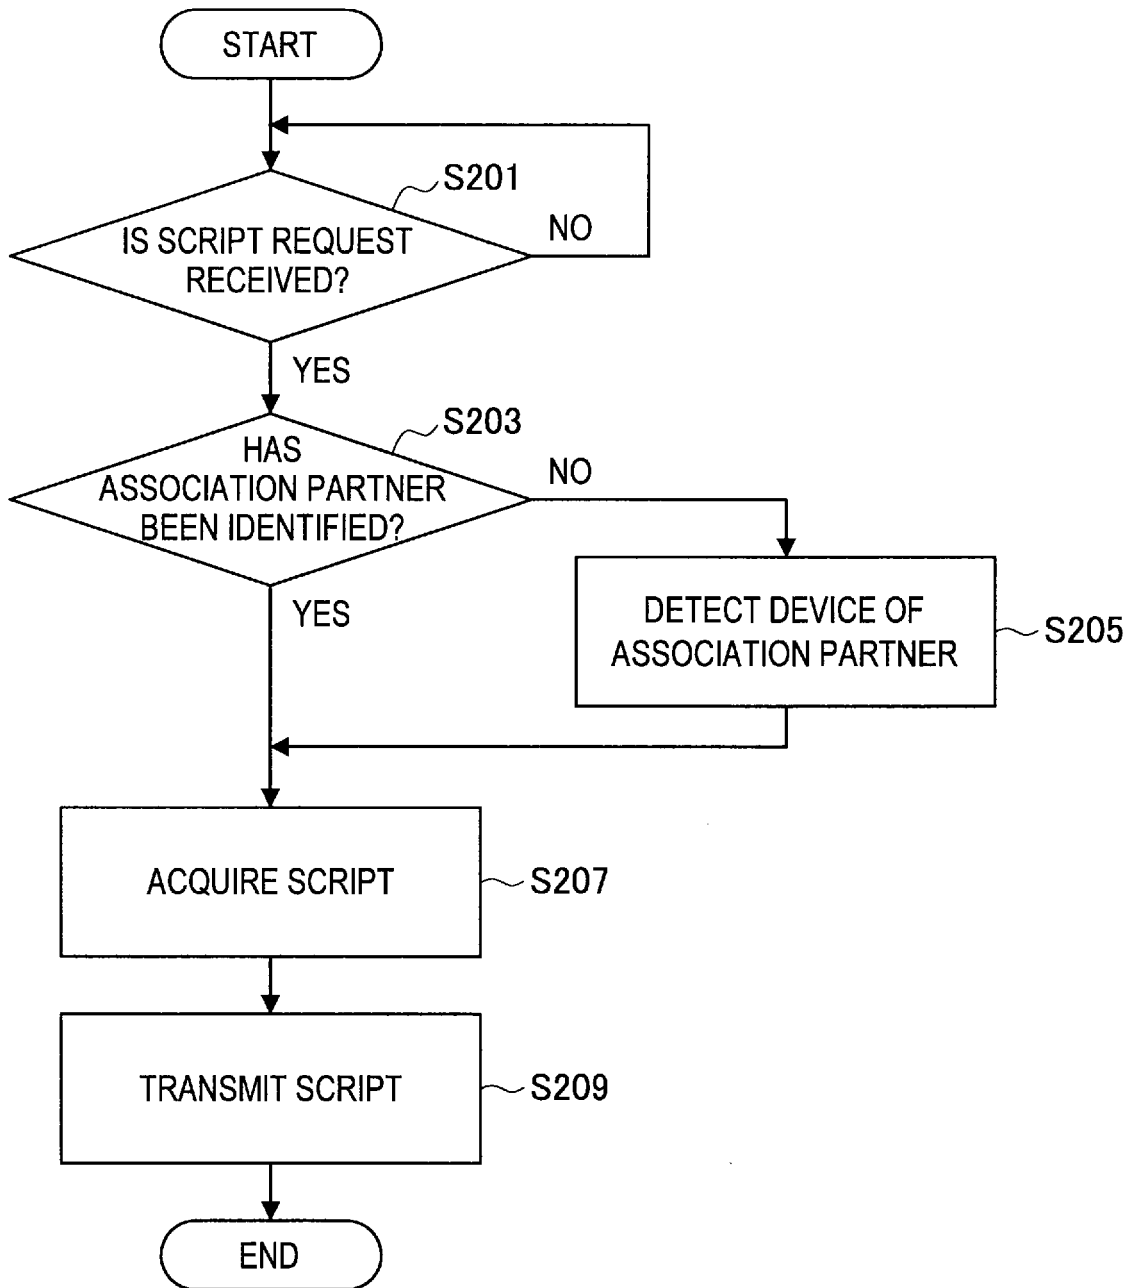 START
S201
IS SCRIPT REQUEST
RECEIVED?
NO
YES
S203
HAS
ASSOCIATION PARTNER
BEEN IDENTIFIED?
NO
YES
DETECT DEVICE OF
ASSOCIATION PARTNER
S205
ACQUIRE SCRIPT
S207
TRANSMIT SCRIPT
S209
END